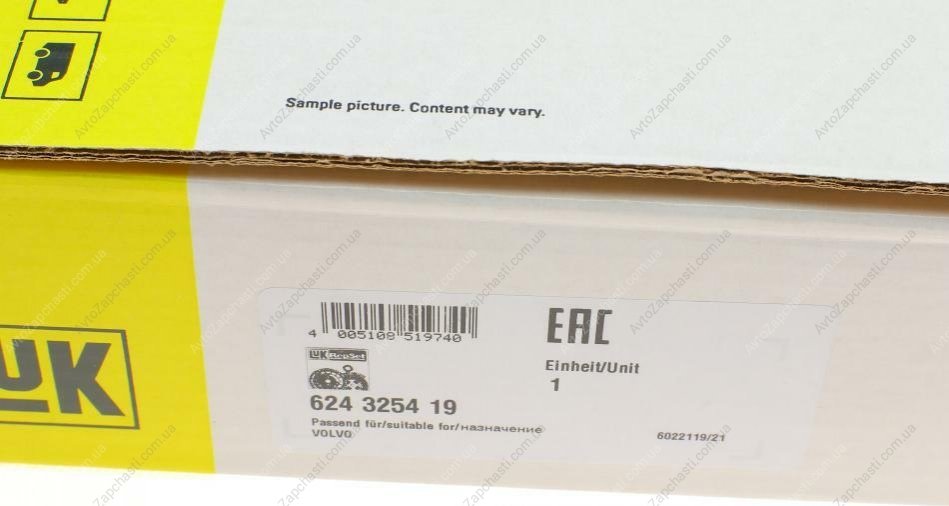 Sample picture. Content may vary.
4 005108 519740
EAC
LUK RepSet
Einheit/Unit
1
624 3254 19
Passend für/suitable for/назначение
VOLVO
6022119/21
UK
AvtoZapchasti.com.ua